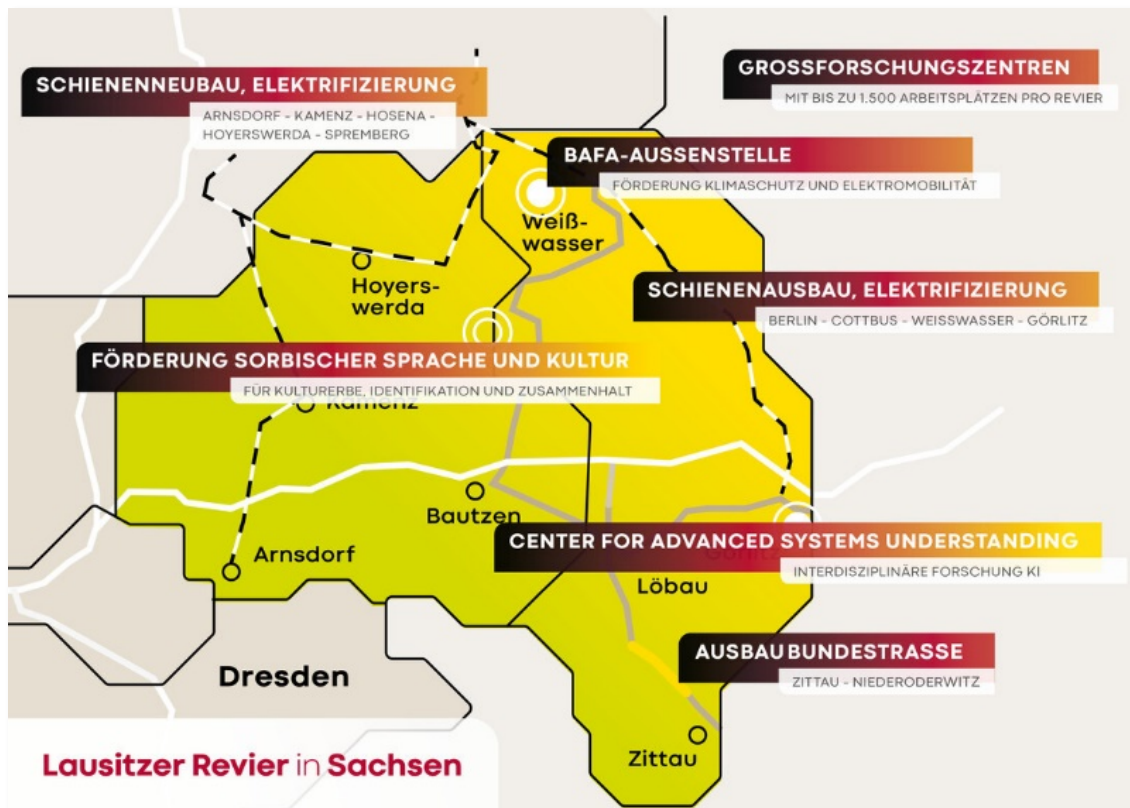 SCHIENENNEUBAU, ELEKTRIFIZIERUNG
ARNSDORF - KAMENZ - HOSENA -
HOYERSWERDA - SPREMBERG
GROSSFORSCHUNGSZENTREN
MIT BIS ZU 1.500 ARBEITSPLÄTZEN PRO REVIER
BAFA-AUSSENSTELLE
FÖRDERUNG KLIMASCHUTZ UND ELEKTROMOBILITÄT
Weiß-
wasser
Hoyers-
werda
SCHIENENAUSBAU, ELEKTRIFIZIERUNG
BERLIN - COTTBUS - WEISSWASSER - GÖRLITZ
FÖRDERUNG SORBISCHER SPRACHE UND KULTUR
FÜR KULTURERBE, IDENTIFIKATION UND ZUSAMMENHALT
Kamenz
Bautzen
Arnsdorf
CENTER FOR ADVANCED SYSTEMS UNDERSTANDING
Görlitz
INTERDISZIPLINÄRE FORSCHUNG KI
Löbau
AUSBAU BUNDESTRASSE
ZITTAU - NIEDERODERWITZ
Dresden
Zittau
Lausitzer Revier in Sachsen